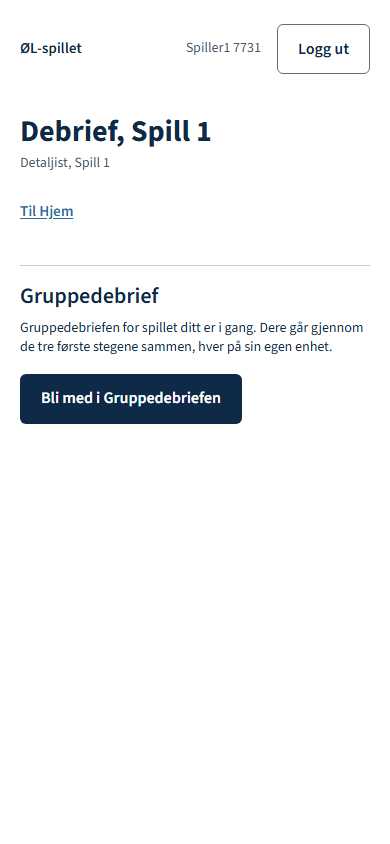 ØL-spillet
Spiller1 7731
Logg ut
Debrief, Spill 1
Detaljist, Spill 1
Til Hjem
Gruppedebrief
Gruppedebriefen for spillet ditt er i gang. Dere går gjennom
de tre første stegene sammen, hver på sin egen enhet.
Bli med i Gruppedebriefen